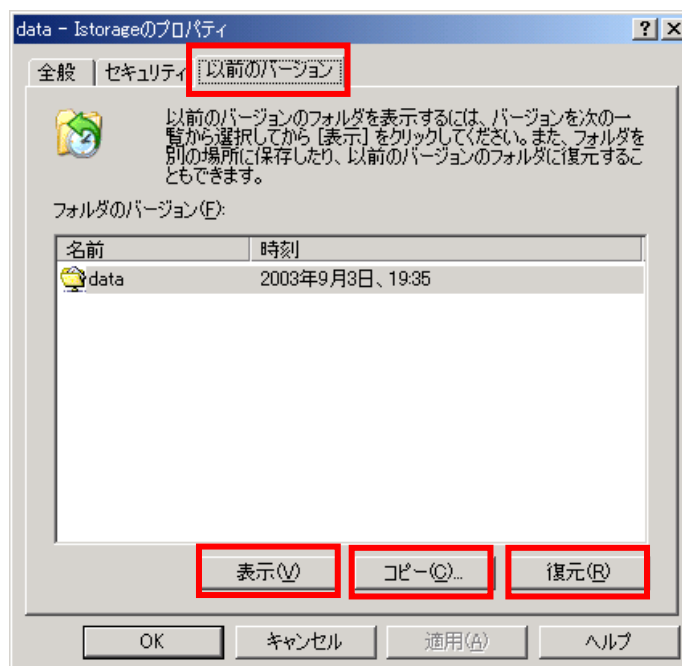 data - Istorageのプロパティ
全般 セキュリティ 以前のバージョン
以前のバージョンのフォルダを表示するには、バージョンを次の一
覧から選択してから [表示] をクリックしてください。また、フォルダを
別の場所に保存したり、以前のバージョンのフォルダに復元するこ
ともできます。
フォルダのバージョン(F):
名前 時刻
data 2003年9月3日、19:35
表示(V) コピー(C)... 復元(R)
OK キャンセル 適用(A) ヘルプ